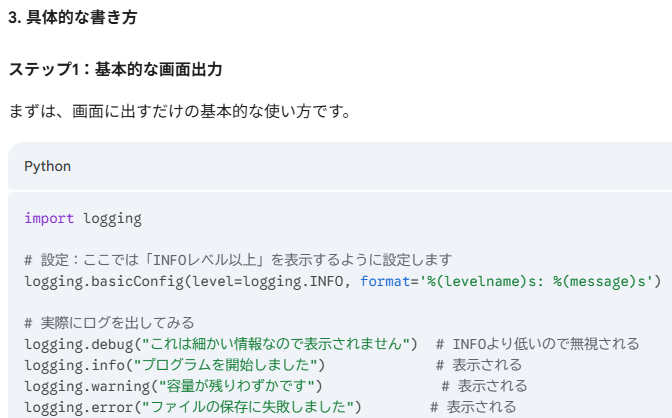 3. 具体的な書き方
ステップ1：基本的な画面出力
まずは、画面に出すだけの基本的な使い方です。
Python
import logging
# 設定：ここでは「INFOレベル以上」を表示するように設定します
logging.basicConfig(level=logging.INFO, format='%(levelname)s: %(message)s')
# 実際にログを出してみる
logging.debug("これは細かい情報なので表示されません")  # INFOより低いので無視される
logging.info("プログラムを開始しました")             # 表示される
logging.warning("容量が残りわずかです")              # 表示される
logging.error("ファイルの保存に失敗しました")        # 表示される